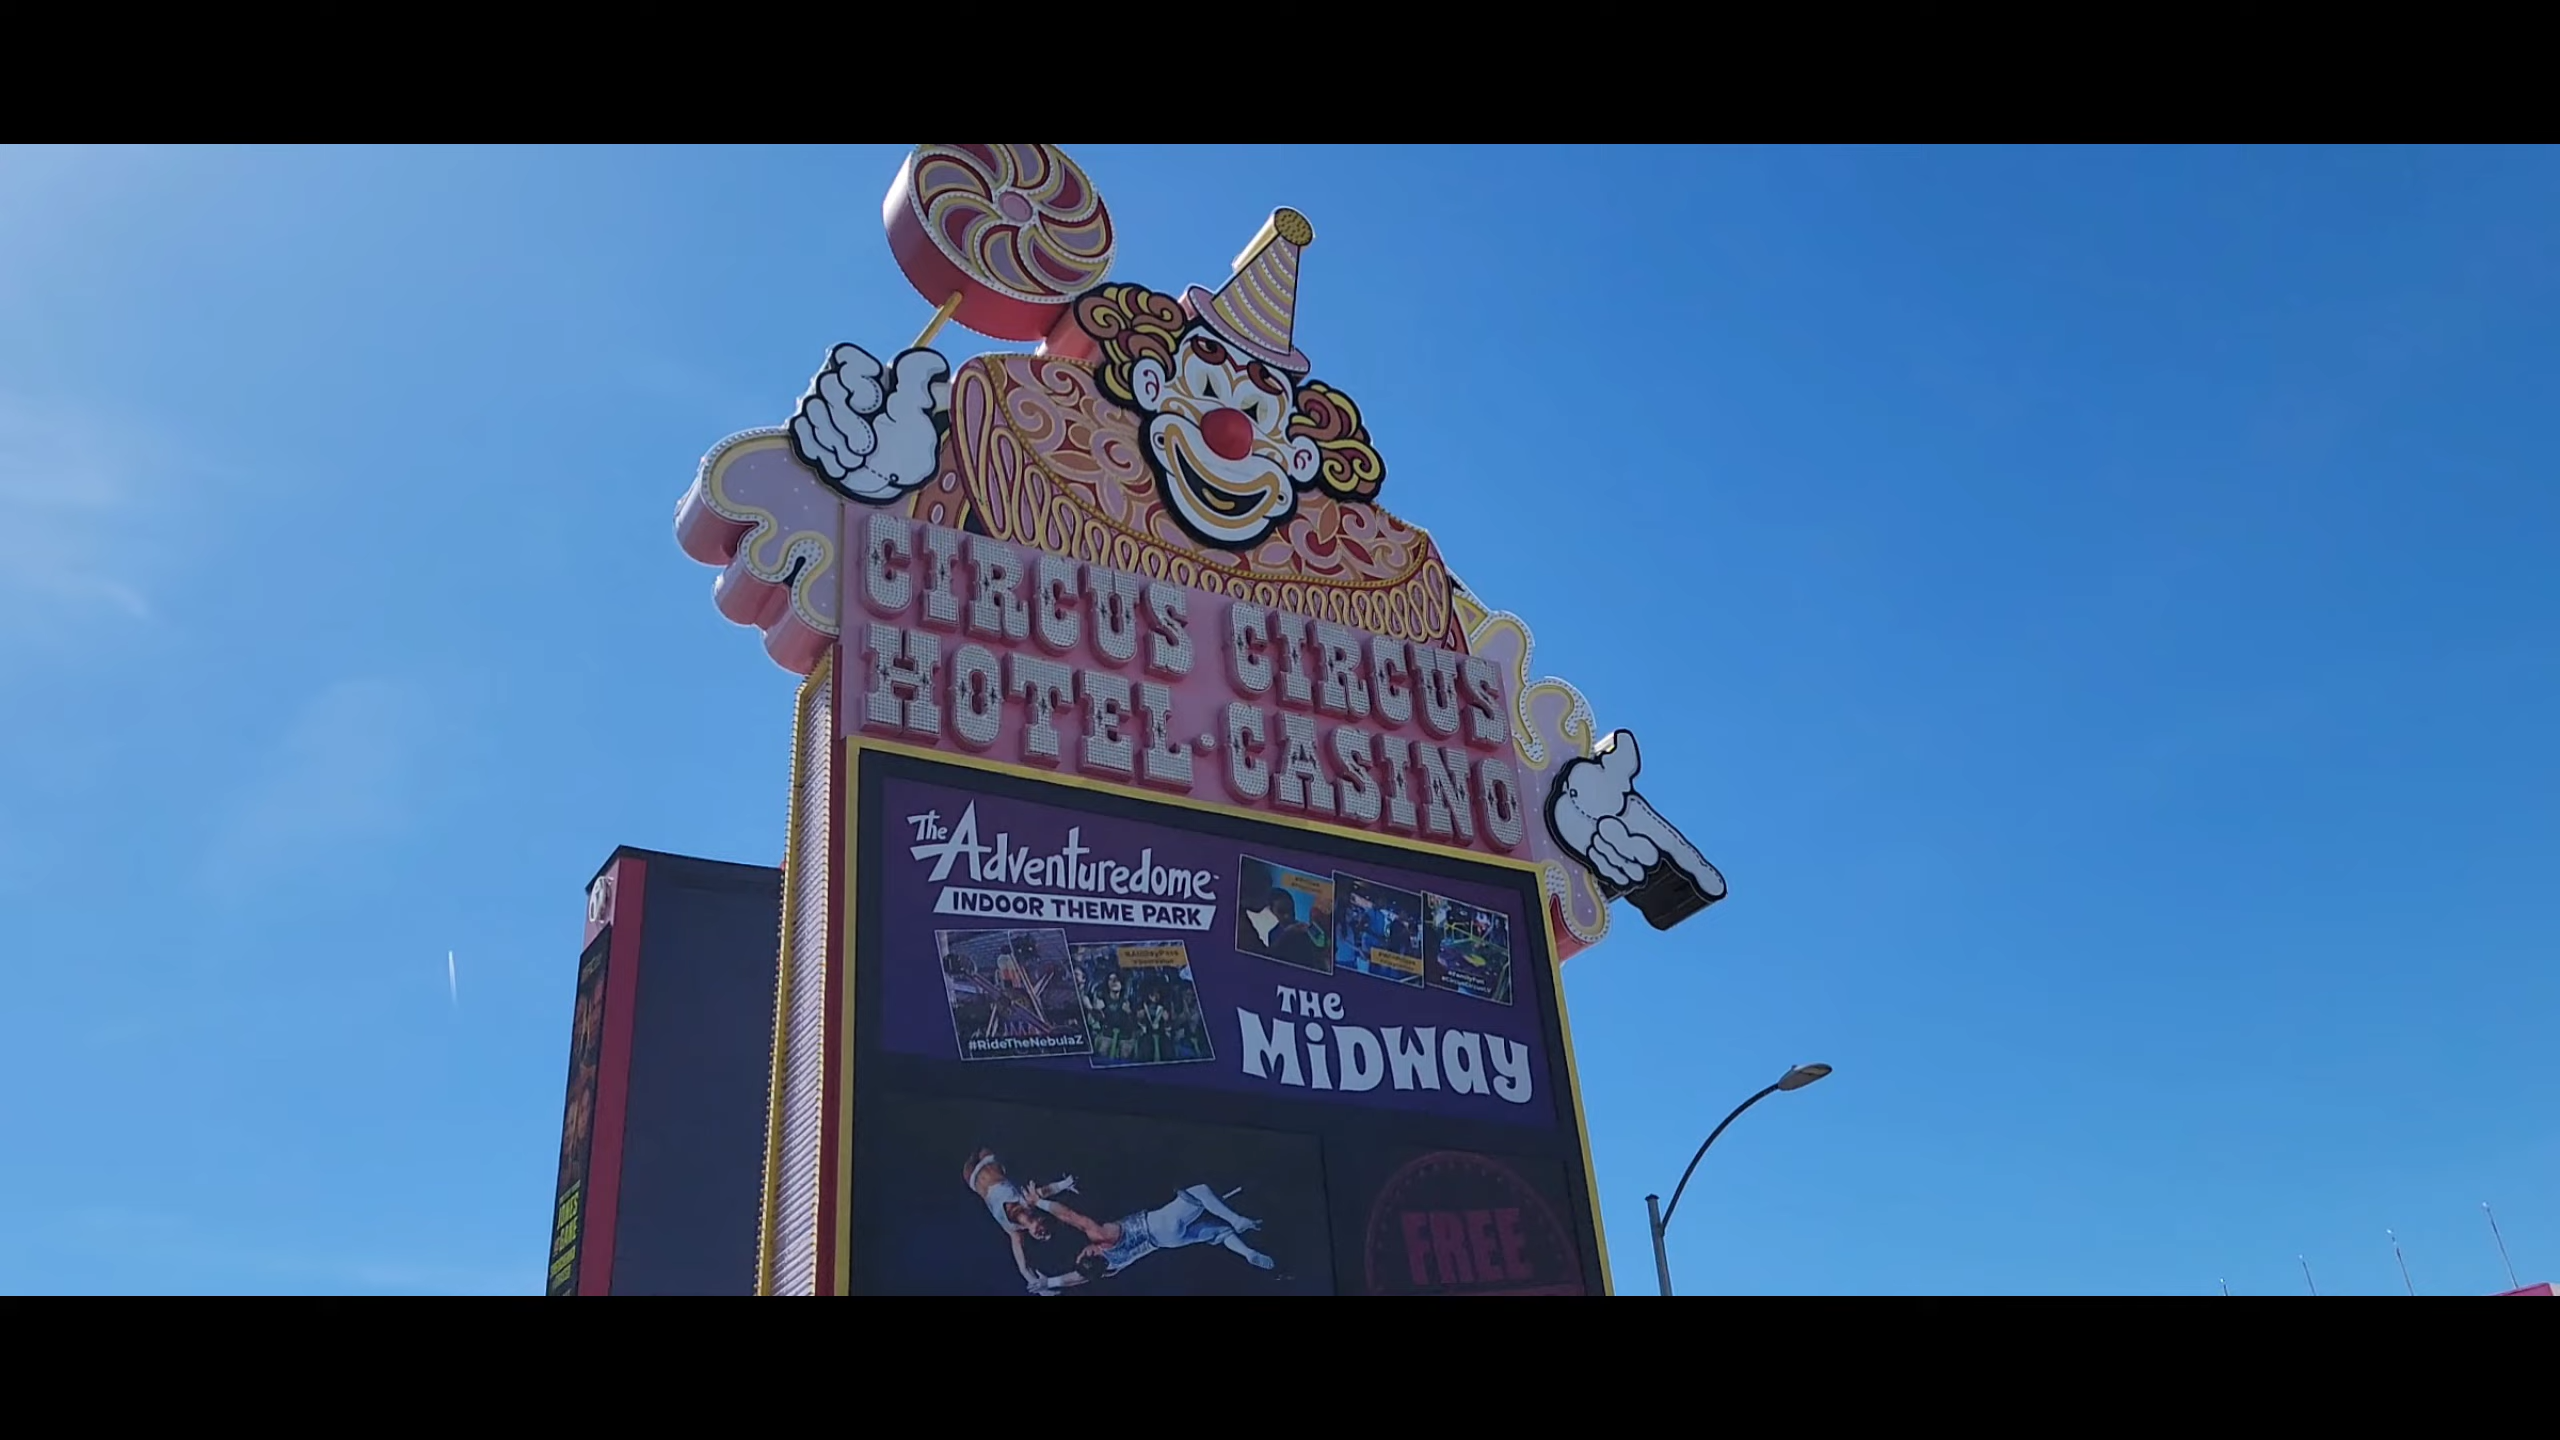 CIRCUS CIRCUS
HOTEL·CASINO
The Adventuredome
INDOOR THEME PARK
#RideTheNebulaZ
THE MiDWay
FREE